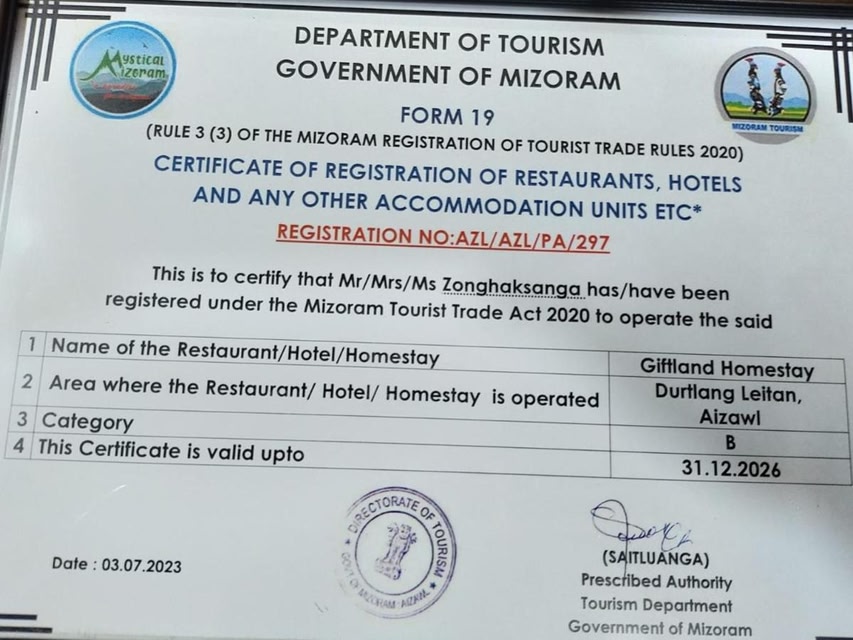 Mystical
Mizoram
DEPARTMENT OF TOURISM
GOVERNMENT OF MIZORAM
MIZORAM TOURISM
FORM 19
(RULE 3 (3) OF THE MIZORAM REGISTRATION OF TOURIST TRADE RULES 2020)
CERTIFICATE OF REGISTRATION OF RESTAURANTS, HOTELS
AND ANY OTHER ACCOMMODATION UNITS ETC*
REGISTRATION NO:AZL/AZL/PA/297
This is to certify that Mr/Mrs/Ms Zonghaksanga has/have been
registered under the Mizoram Tourist Trade Act 2020 to operate the said
1 Name of the Restaurant/Hotel/Homestay Giftland Homestay
2 Area where the Restaurant/ Hotel/ Homestay is operated Durtlang Leitan,
Aizawl
3 Category B
4 This Certificate is valid upto 31.12.2026
DIRECTORATE OF TOURISM
GOVT OF MIZORAM AIZAWL
Date : 03.07.2023
(SAITLUANGA)
Prescribed Authority
Tourism Department
Government of Mizoram